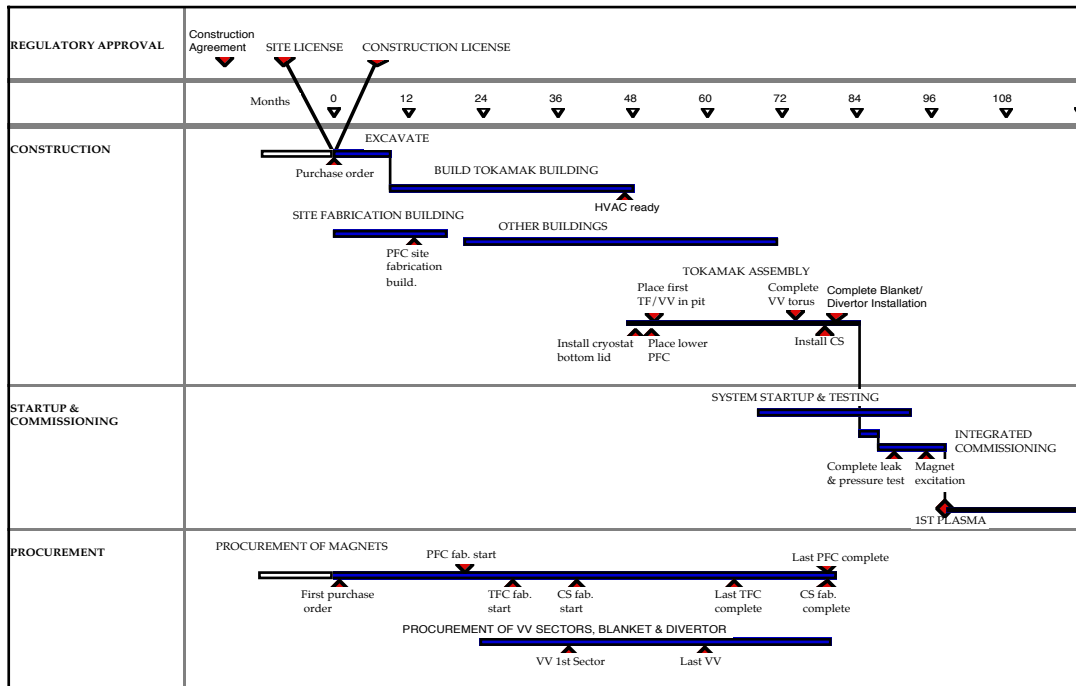 REGULATORY APPROVAL
Construction
Agreement
SITE LICENSE
CONSTRUCTION LICENSE
Months
0
12
24
36
48
60
72
84
96
108
CONSTRUCTION
EXCAVATE
Purchase order
BUILD TOKAMAK BUILDING
HVAC ready
SITE FABRICATION BUILDING
OTHER BUILDINGS
PFC site
fabrication
build.
TOKAMAK ASSEMBLY
Place first
TF/VV in pit
Complete
VV torus
Complete Blanket/
Divertor Installation
Install cryostat
bottom lid
Place lower
PFC
Install CS
STARTUP &
COMMISSIONING
SYSTEM STARTUP & TESTING
INTEGRATED
COMMISSIONING
Complete leak
& pressure test
Magnet
excitation
1ST PLASMA
PROCUREMENT
PROCUREMENT OF MAGNETS
PFC fab. start
Last PFC complete
First purchase
order
TFC fab.
start
CS fab.
start
Last TFC
complete
CS fab.
complete
PROCUREMENT OF VV SECTORS, BLANKET & DIVERTOR
VV 1st Sector
Last VV